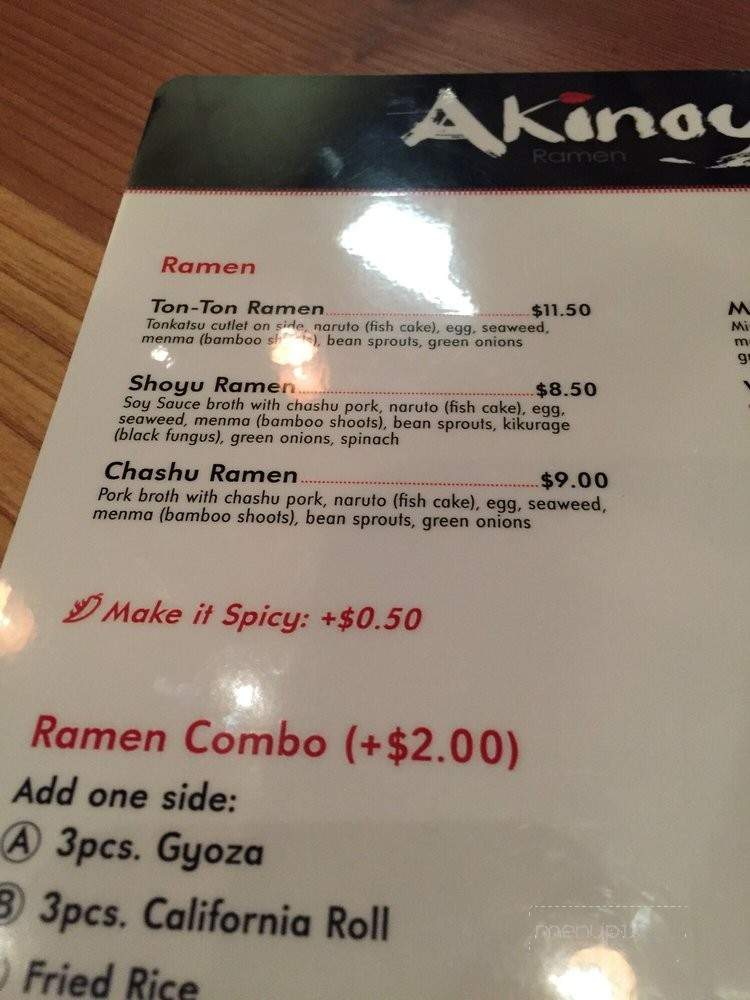 Akinoy
Ramen
Ramen
Ton-Ton Ramen $11.50
Tonkatsu cutlet on side, naruto (fish cake), egg, seaweed,
menma (bamboo shoots), bean sprouts, green onions
Shoyu Ramen $8.50
Soy Sauce broth with chashu pork, naruto (fish cake), egg,
seaweed, menma (bamboo shoots), bean sprouts, kikurage
(black fungus), green onions, spinach
Chashu Ramen $9.00
Pork broth with chashu pork, naruto (fish cake), egg, seaweed,
menma (bamboo shoots), bean sprouts, green onions
Make it Spicy: +$0.50
Ramen Combo (+$2.00)
Add one side:
A 3pcs. Gyoza
B 3pcs. California Roll
Fried Rice